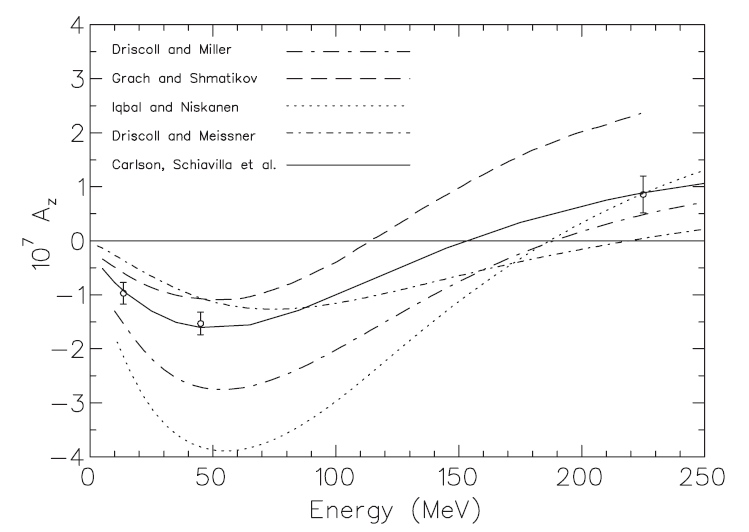 4
3
2
1
0
−1
−2
−3
−4
10⁷ A_z
Driscoll and Miller
Grach and Shmatikov
Iqbal and Niskanen
Driscoll and Meissner
Carlson, Schiavilla et al.
0 50 100 150 200 250
Energy (MeV)